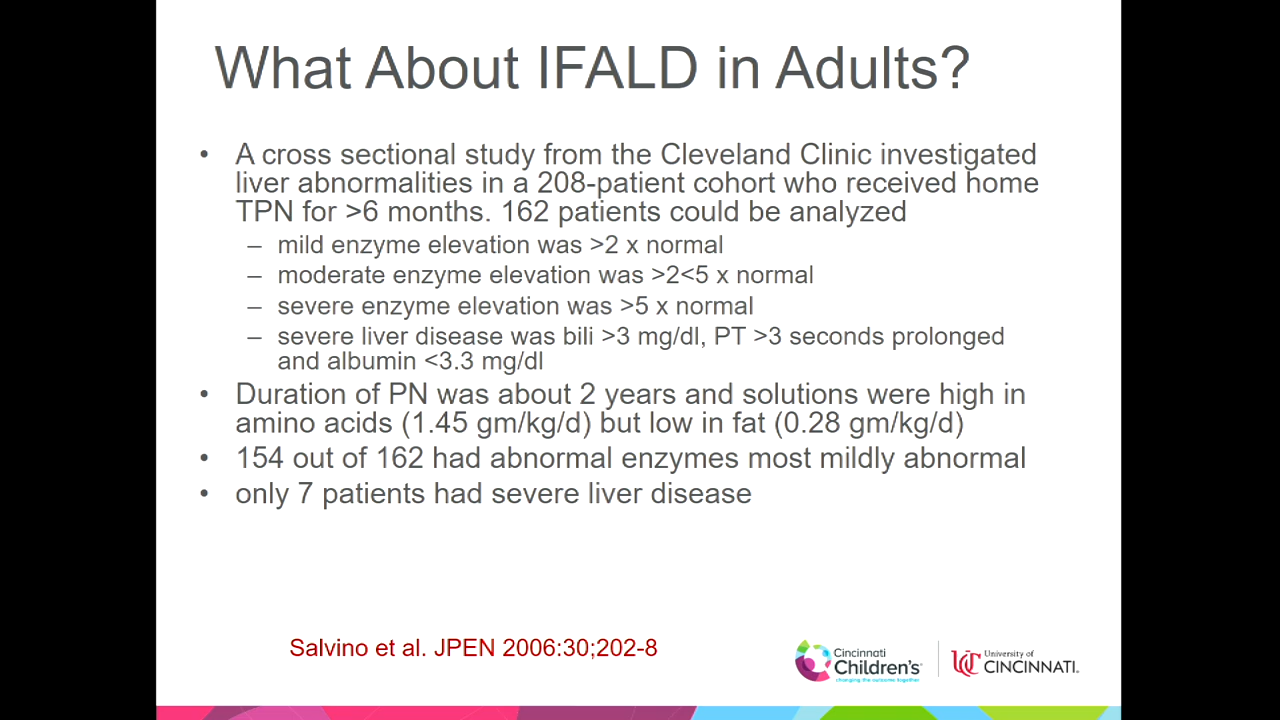 What About IFALD in Adults?
• A cross sectional study from the Cleveland Clinic investigated
liver abnormalities in a 208-patient cohort who received home
TPN for >6 months. 162 patients could be analyzed
– mild enzyme elevation was >2 x normal
– moderate enzyme elevation was >2<5 x normal
– severe enzyme elevation was >5 x normal
– severe liver disease was bili >3 mg/dl, PT >3 seconds prolonged
and albumin <3.3 mg/dl
• Duration of PN was about 2 years and solutions were high in
amino acids (1.45 gm/kg/d) but low in fat (0.28 gm/kg/d)
• 154 out of 162 had abnormal enzymes most mildly abnormal
• only 7 patients had severe liver disease
Salvino et al. JPEN 2006:30;202-8
Cincinnati
Children's
changing the outcome together
University of
CINCINNATI